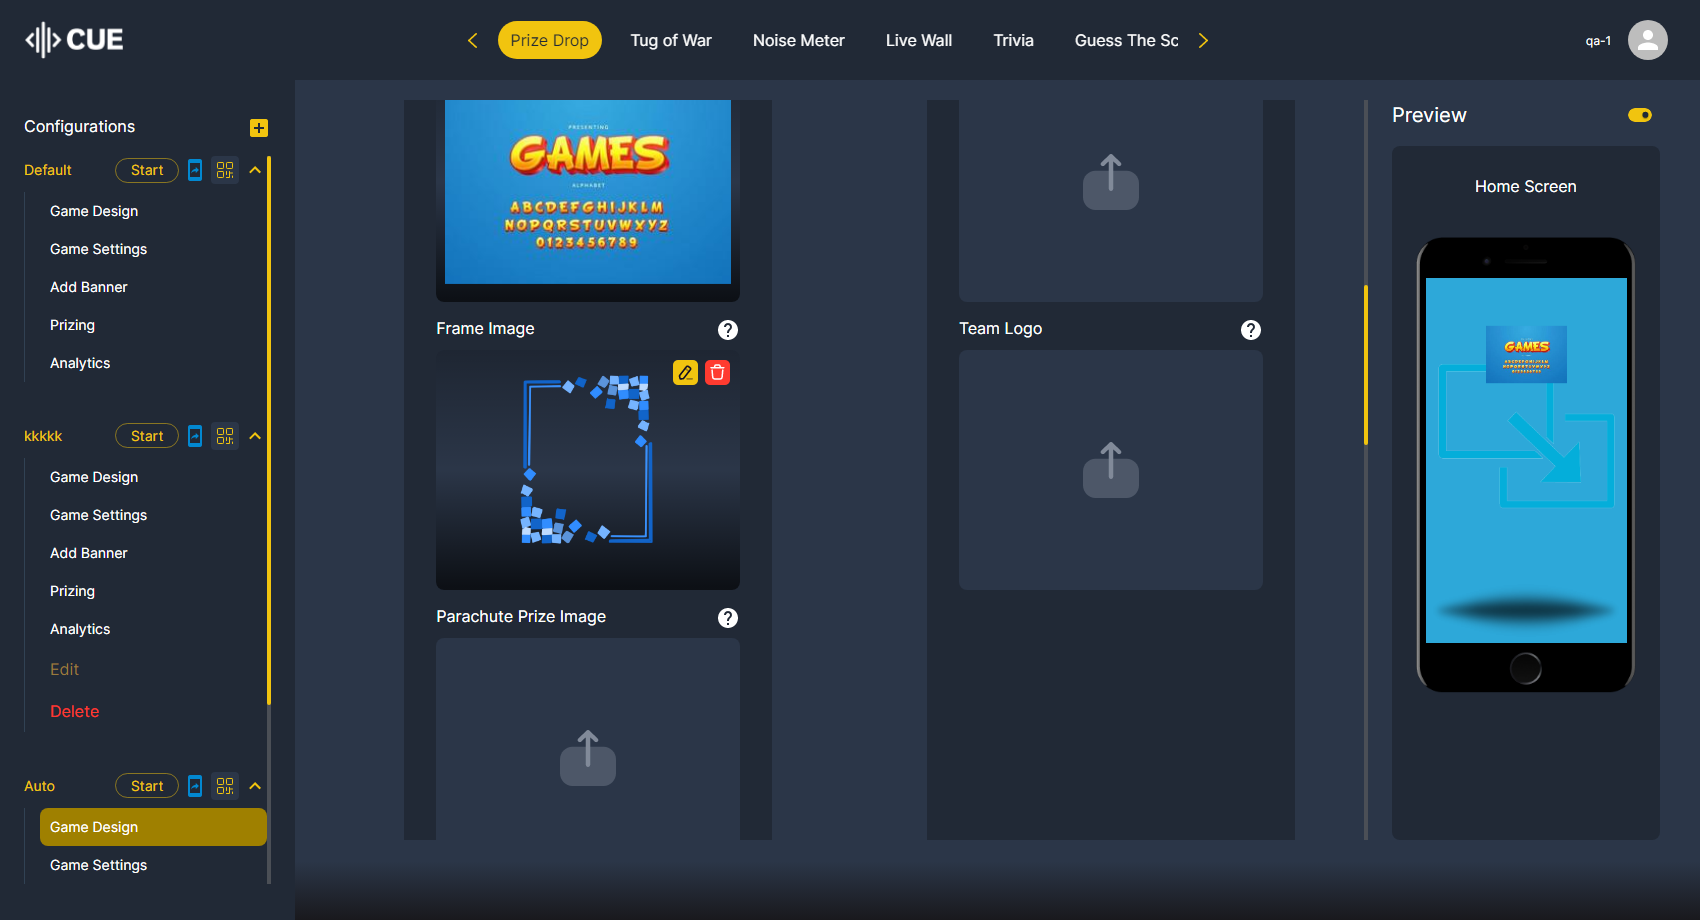 CUE
Prize Drop
Tug of War
Noise Meter
Live Wall
Trivia
Guess The Sc
qa-1
Configurations
Default
Start
Game Design
Game Settings
Add Banner
Prizing
Analytics
kkkkk
Start
Game Design
Game Settings
Add Banner
Prizing
Analytics
Edit
Delete
Auto
Start
Game Design
Game Settings
PRESENTING
GAMES
ALPHABET
ABCDEFGHIJKLM
NOPQRSTUVWXYZ
0123456789
Frame Image
?
Parachute Prize Image
?
Team Logo
?
Preview
Home Screen
GAMES
ABCDEFGHIJKLM
NOPQRSTUVWXYZ
0123456789